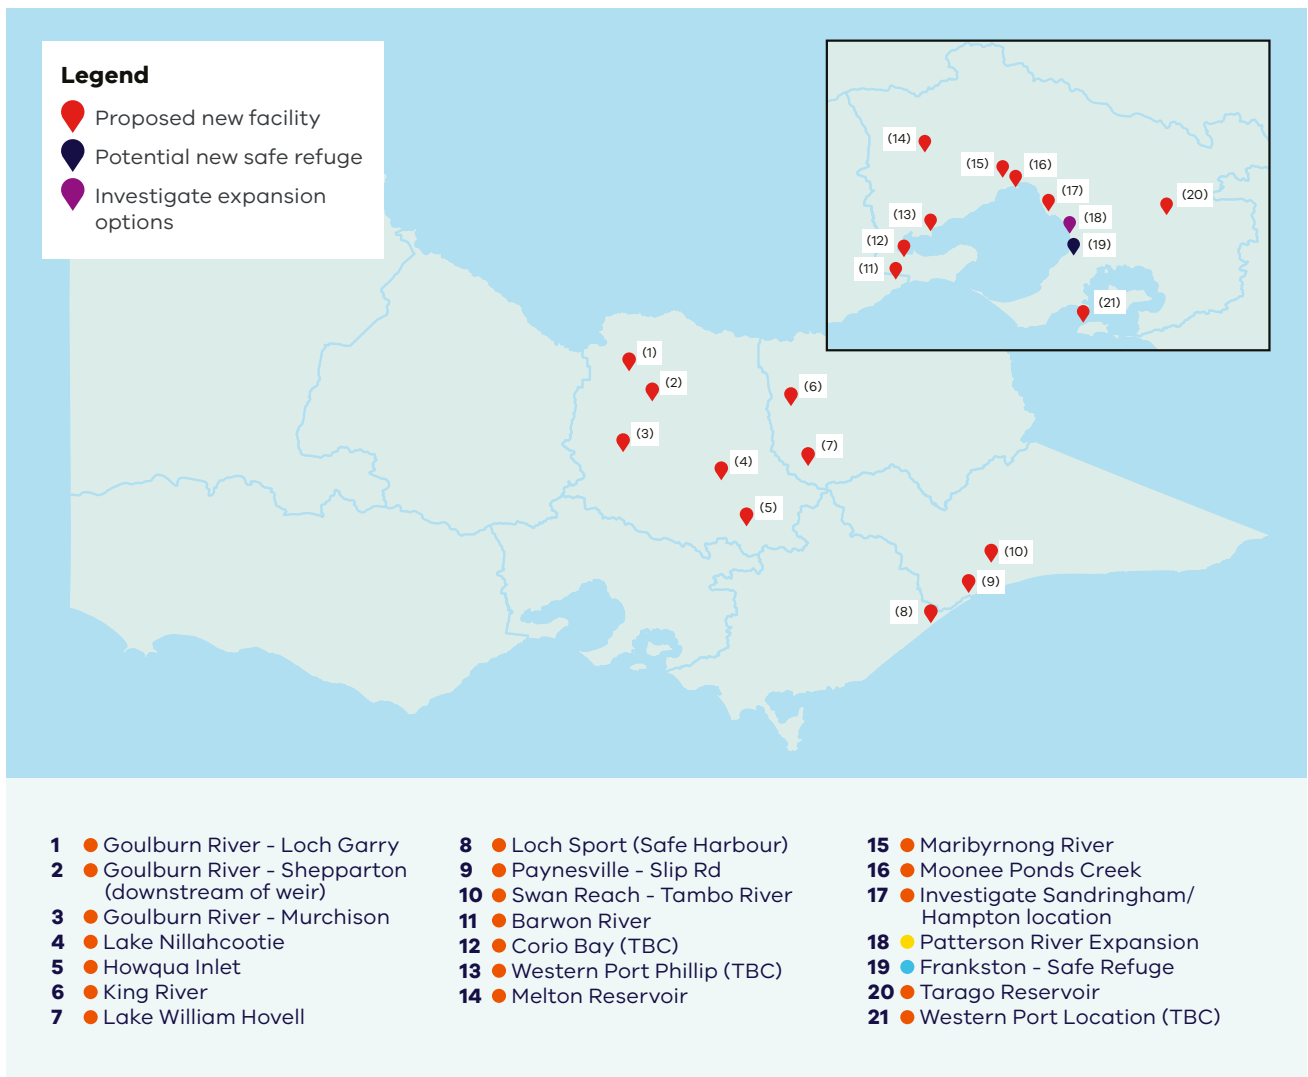 Legend
Proposed new facility
Potential new safe refuge
Investigate expansion
options
(14)
(15)
(16)
(17)
(20)
(13)
(18)
(12)
(19)
(11)
(21)
(1)
(2)
(6)
(3)
(7)
(4)
(5)
(10)
(9)
(8)
1 Goulburn River - Loch Garry
2 Goulburn River - Shepparton
(downstream of weir)
3 Goulburn River - Murchison
4 Lake Nillahcootie
5 Howqua Inlet
6 King River
7 Lake William Hovell
8 Loch Sport (Safe Harbour)
9 Paynesville - Slip Rd
10 Swan Reach - Tambo River
11 Barwon River
12 Corio Bay (TBC)
13 Western Port Phillip (TBC)
14 Melton Reservoir
15 Maribyrnong River
16 Moonee Ponds Creek
17 Investigate Sandringham/
Hampton location
18 Patterson River Expansion
19 Frankston - Safe Refuge
20 Tarago Reservoir
21 Western Port Location (TBC)